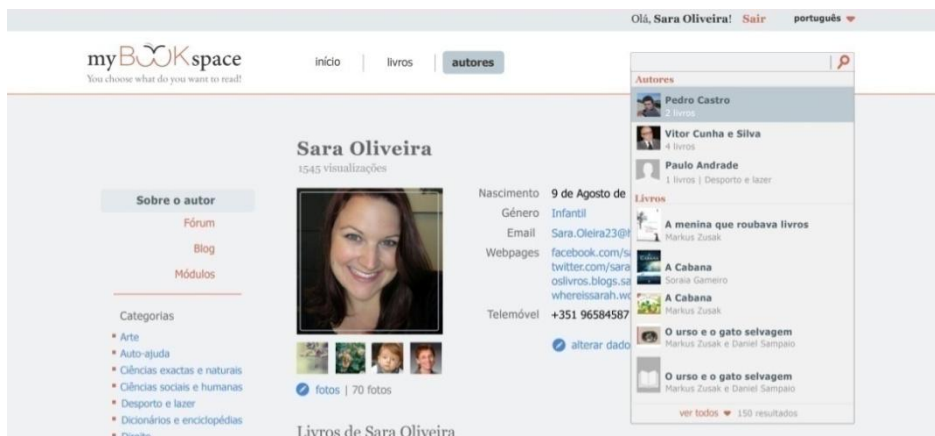 Olá, Sara Oliveira! Sair português
myBOOKspace
You choose what do you want to read!
início | livros | autores
Autores
Pedro Castro
2 livros
Vitor Cunha e Silva
4 livros
Paulo Andrade
1 livros | Desporto e lazer
Livros
A menina que roubava livros
Markus Zusak
A Cabana
Soraia Gameiro
A Cabana
Markus Zusak
O urso e o gato selvagem
Markus Zusak e Daniel Sampaio
O urso e o gato selvagem
Markus Zusak e Daniel Sampaio
ver todos 150 resultados
Sara Oliveira
1545 visualizações
Nascimento 9 de Agosto de
Género Infantil
Email Sara.Oleira23@h
Webpages facebook.com/sa
twitter.com/sara
oslivros.blogs.sa
whereissarah.wo
Telemóvel +351 96584587
alterar dado
fotos | 70 fotos
Livros de Sara Oliveira
Sobre o autor
Fórum
Blog
Módulos
Categorias
Arte
Auto-ajuda
Ciências exactas e naturais
Ciências sociais e humanas
Desporto e lazer
Dicionários e enciclopédias
Direito